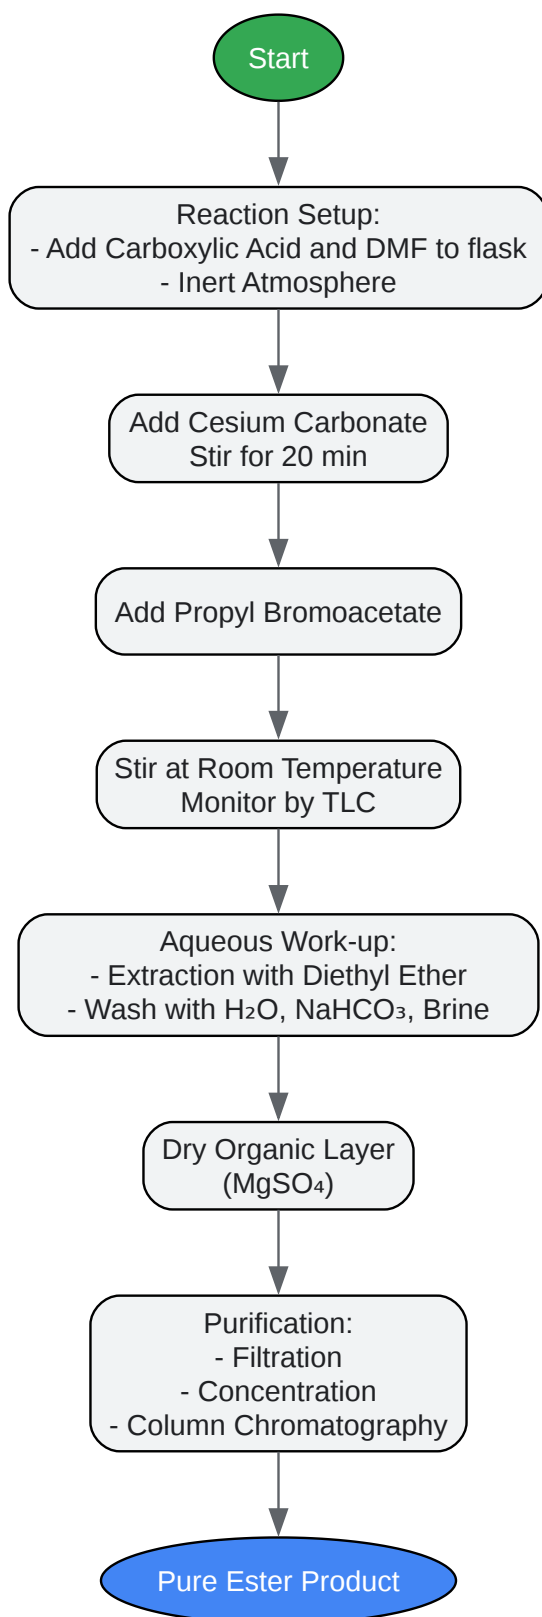 Start
Reaction Setup:
- Add Carboxylic Acid and DMF to flask
- Inert Atmosphere
Add Cesium Carbonate
Stir for 20 min
Add Propyl Bromoacetate
Stir at Room Temperature
Monitor by TLC
Aqueous Work-up:
- Extraction with Diethyl Ether
- Wash with H₂O, NaHCO₃, Brine
Dry Organic Layer
(MgSO₄)
Purification:
- Filtration
- Concentration
- Column Chromatography
Pure Ester Product